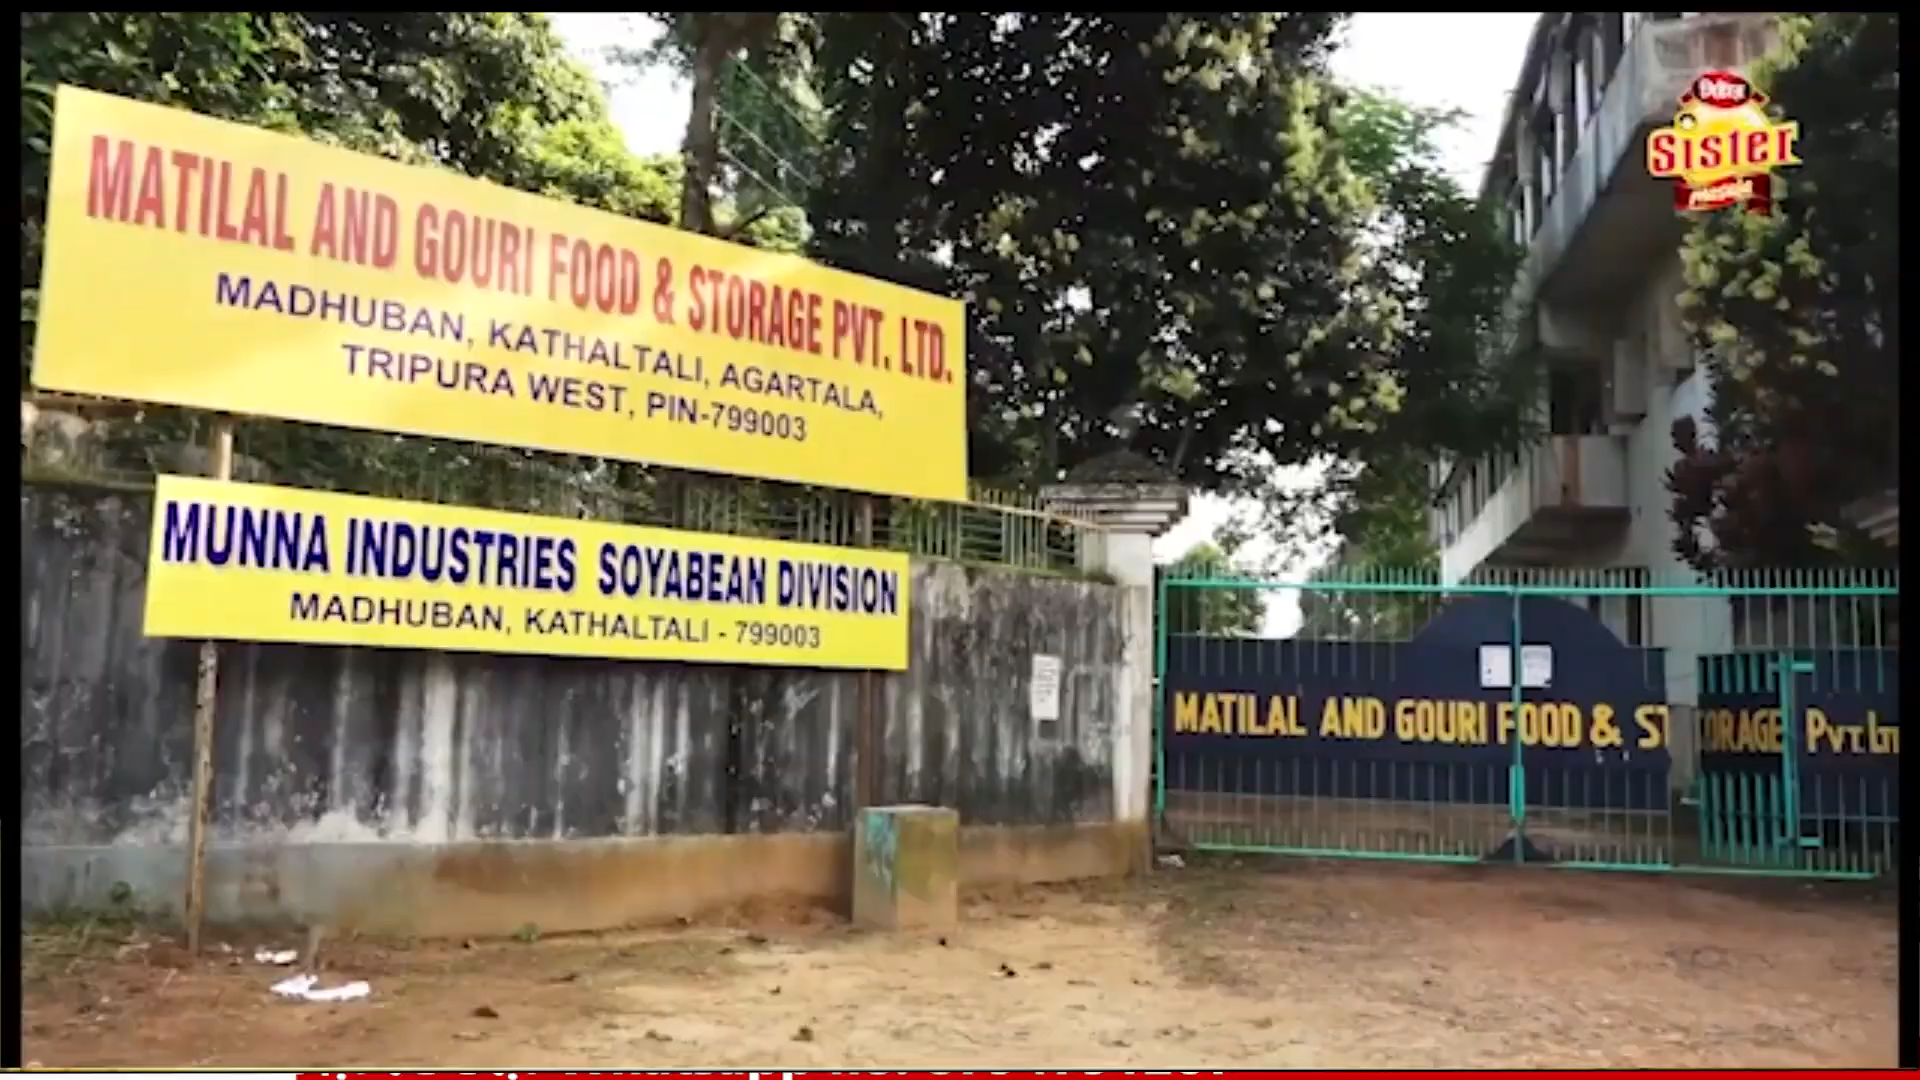 MATILAL AND GOURI FOOD & STORAGE PVT. LTD.
MADHUBAN, KATHALTALI, AGARTALA,
TRIPURA WEST, PIN-799003
MUNNA INDUSTRIES SOYABEAN DIVISION
MADHUBAN, KATHALTALI - 799003
MATILAL AND GOURI FOOD & ST ORAGE Pvt. Ltd
Sister